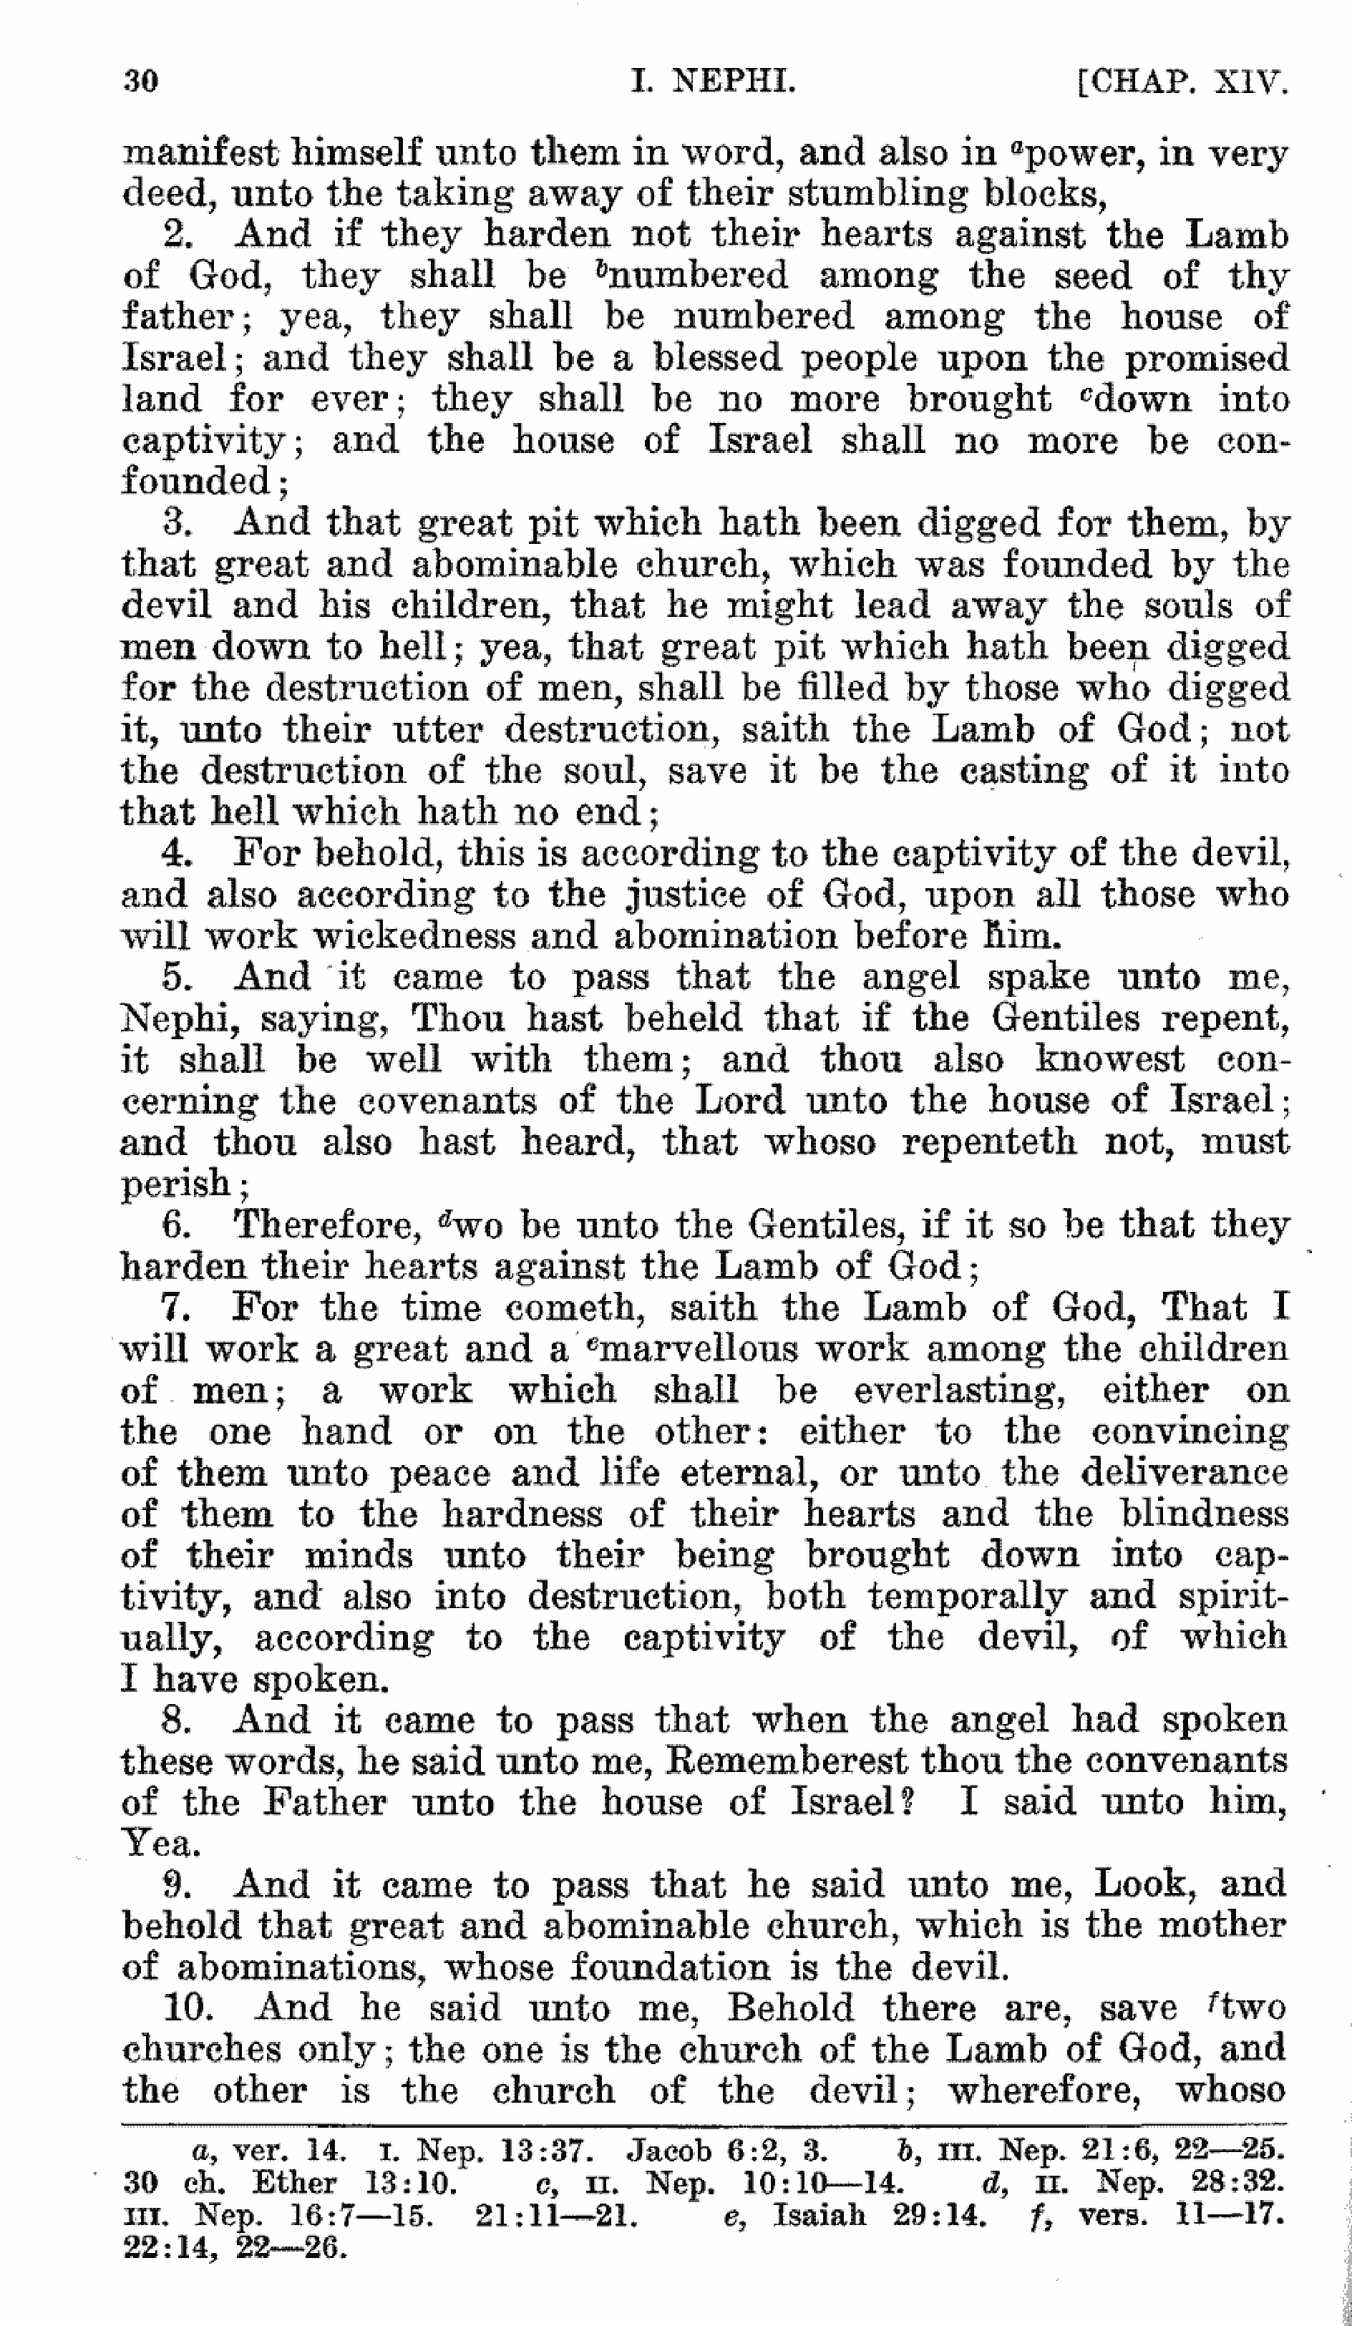 30 I. NEPHI. [CHAP. XIV.
manifest himself unto them in word, and also in ᵃpower, in very
deed, unto the taking away of their stumbling blocks,
2. And if they harden not their hearts against the Lamb
of God, they shall be ᵇnumbered among the seed of thy
father; yea, they shall be numbered among the house of
Israel; and they shall be a blessed people upon the promised
land for ever; they shall be no more brought ᶜdown into
captivity; and the house of Israel shall no more be con-
founded;
3. And that great pit which hath been digged for them, by
that great and abominable church, which was founded by the
devil and his children, that he might lead away the souls of
men down to hell; yea, that great pit which hath been digged
for the destruction of men, shall be filled by those who digged
it, unto their utter destruction, saith the Lamb of God; not
the destruction of the soul, save it be the casting of it into
that hell which hath no end;
4. For behold, this is according to the captivity of the devil,
and also according to the justice of God, upon all those who
will work wickedness and abomination before him.
5. And it came to pass that the angel spake unto me,
Nephi, saying, Thou hast beheld that if the Gentiles repent,
it shall be well with them; and thou also knowest con-
cerning the covenants of the Lord unto the house of Israel;
and thou also hast heard, that whoso repenteth not, must
perish;
6. Therefore, ᵈwo be unto the Gentiles, if it so be that they
harden their hearts against the Lamb of God;
7. For the time cometh, saith the Lamb of God, That I
will work a great and a ᵉmarvellous work among the children
of men; a work which shall be everlasting, either on
the one hand or on the other: either to the convincing
of them unto peace and life eternal, or unto the deliverance
of them to the hardness of their hearts and the blindness
of their minds unto their being brought down into cap-
tivity, and also into destruction, both temporally and spirit-
ually, according to the captivity of the devil, of which
I have spoken.
8. And it came to pass that when the angel had spoken
these words, he said unto me, Rememberest thou the convenants
of the Father unto the house of Israel? I said unto him,
Yea.
9. And it came to pass that he said unto me, Look, and
behold that great and abominable church, which is the mother
of abominations, whose foundation is the devil.
10. And he said unto me, Behold there are, save ᶠtwo
churches only; the one is the church of the Lamb of God, and
the other is the church of the devil; wherefore, whoso
a, ver. 14. I. Nep. 13:37. Jacob 6:2, 3. b, III. Nep. 21:6, 22—25.
30 ch. Ether 13:10. c, II. Nep. 10:10—14. d, II. Nep. 28:32.
III. Nep. 16:7—15. 21:11—21. e, Isaiah 29:14. f, vers. 11—17.
22:14, 22—26.